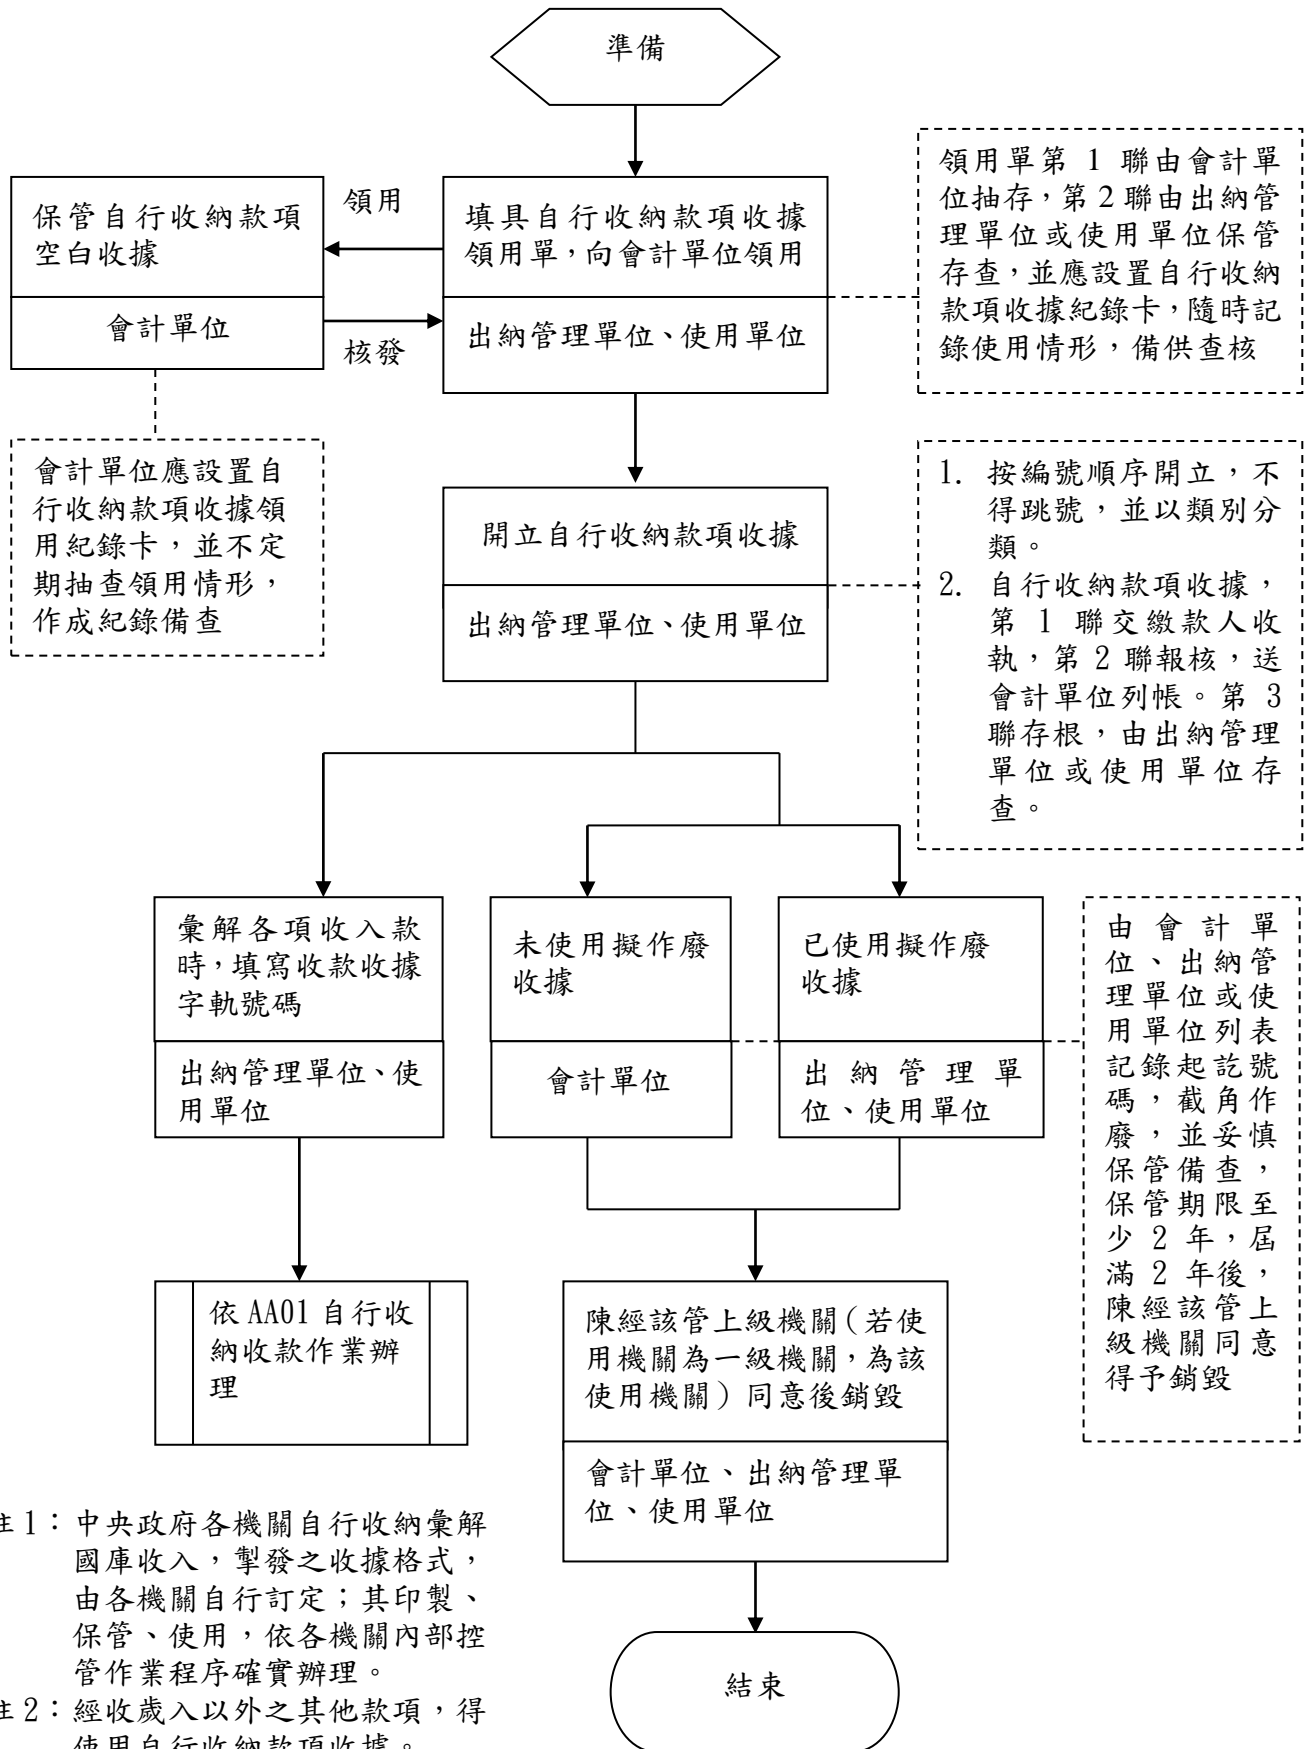 準備
領用
保管自行收納款項
空白收據
會計單位
核發
填具自行收納款項收據
領用單，向會計單位領用
出納管理單位、使用單位
領用單第 1 聯由會計單
位抽存，第 2 聯由出納管
理單位或使用單位保管
存查，並應設置自行收納
款項收據紀錄卡，隨時記
錄使用情形，備供查核
會計單位應設置自
行收納款項收據領
用紀錄卡，並不定
期抽查領用情形，
作成紀錄備查
開立自行收納款項收據
出納管理單位、使用單位
1. 按編號順序開立，不
得跳號，並以類別分
類。
2. 自行收納款項收據，
第 1 聯交繳款人收
執，第 2 聯報核，送
會計單位列帳。第 3
聯存根，由出納管理
單位或使用單位存
查。
彙解各項收入款
時，填寫收款收據
字軌號碼
出納管理單位、使
用單位
未使用擬作廢
收據
會計單位
已使用擬作廢
收據
出納管理單
位、使用單位
由會計單
位、出納管
理單位或使
用單位列表
記錄起訖號
碼，截角作
廢，並妥慎
保管備查，
保管期限至
少 2 年，屆
滿 2 年後，
陳經該管上
級機關同意
得予銷毀
依 AA01 自行收
納收款作業辦
理
陳經該管上級機關（若使
用機關為一級機關，為該
使用機關）同意後銷毀
會計單位、出納管理單
位、使用單位
註 1：中央政府各機關自行收納彙解
國庫收入，掣發之收據格式，
由各機關自行訂定；其印製、
保管、使用，依各機關內部控
管作業程序確實辦理。
註 2：經收歲入以外之其他款項，得
使用自行收納款項收據。
結束